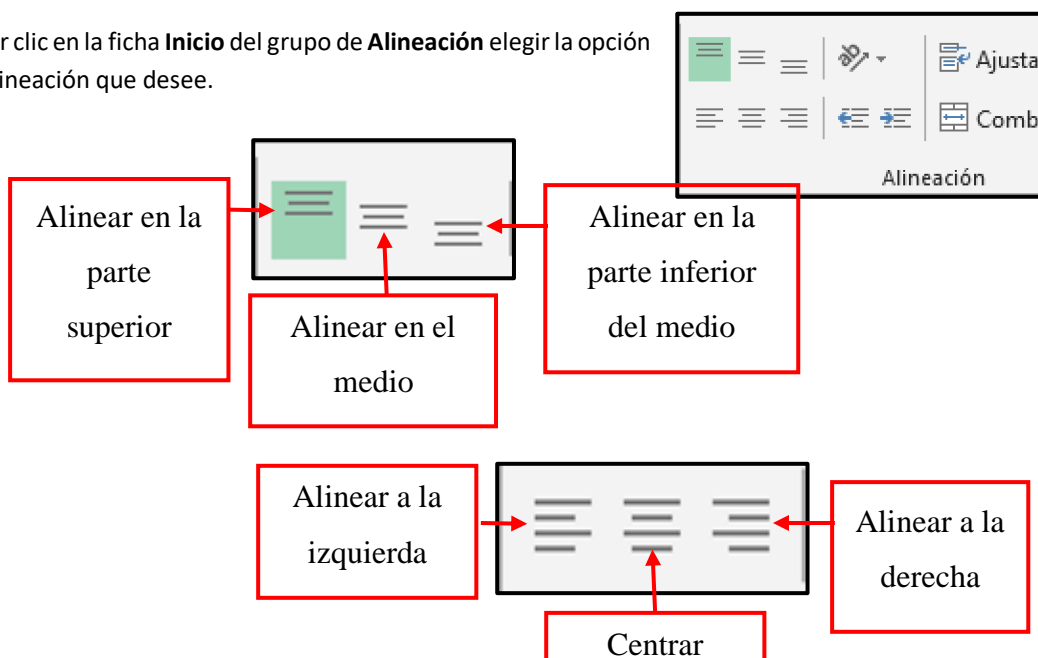 r clic en la ficha Inicio del grupo de Alineación elegir la opción
ineación que desee.
Ajusta
Comb
Alineación
Alinear en la
parte
superior
Alinear en el
medio
Alinear en la
parte inferior
del medio
Alinear a la
izquierda
Centrar
Alinear a la
derecha